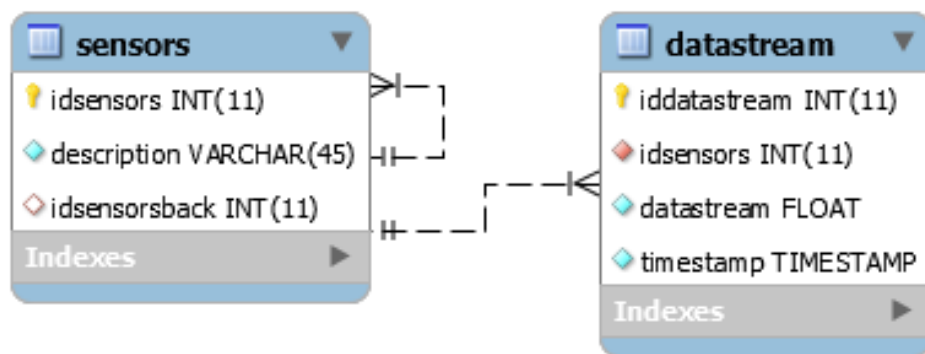 sensors
idsensors INT(11)
description VARCHAR(45)
idsensorsback INT(11)
Indexes
datastream
iddatastream INT(11)
idsensors INT(11)
datastream FLOAT
timestamp TIMESTAMP
Indexes